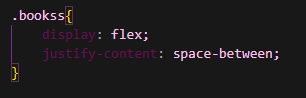 .bookss{
display: flex;
justify-content: space-between;
}